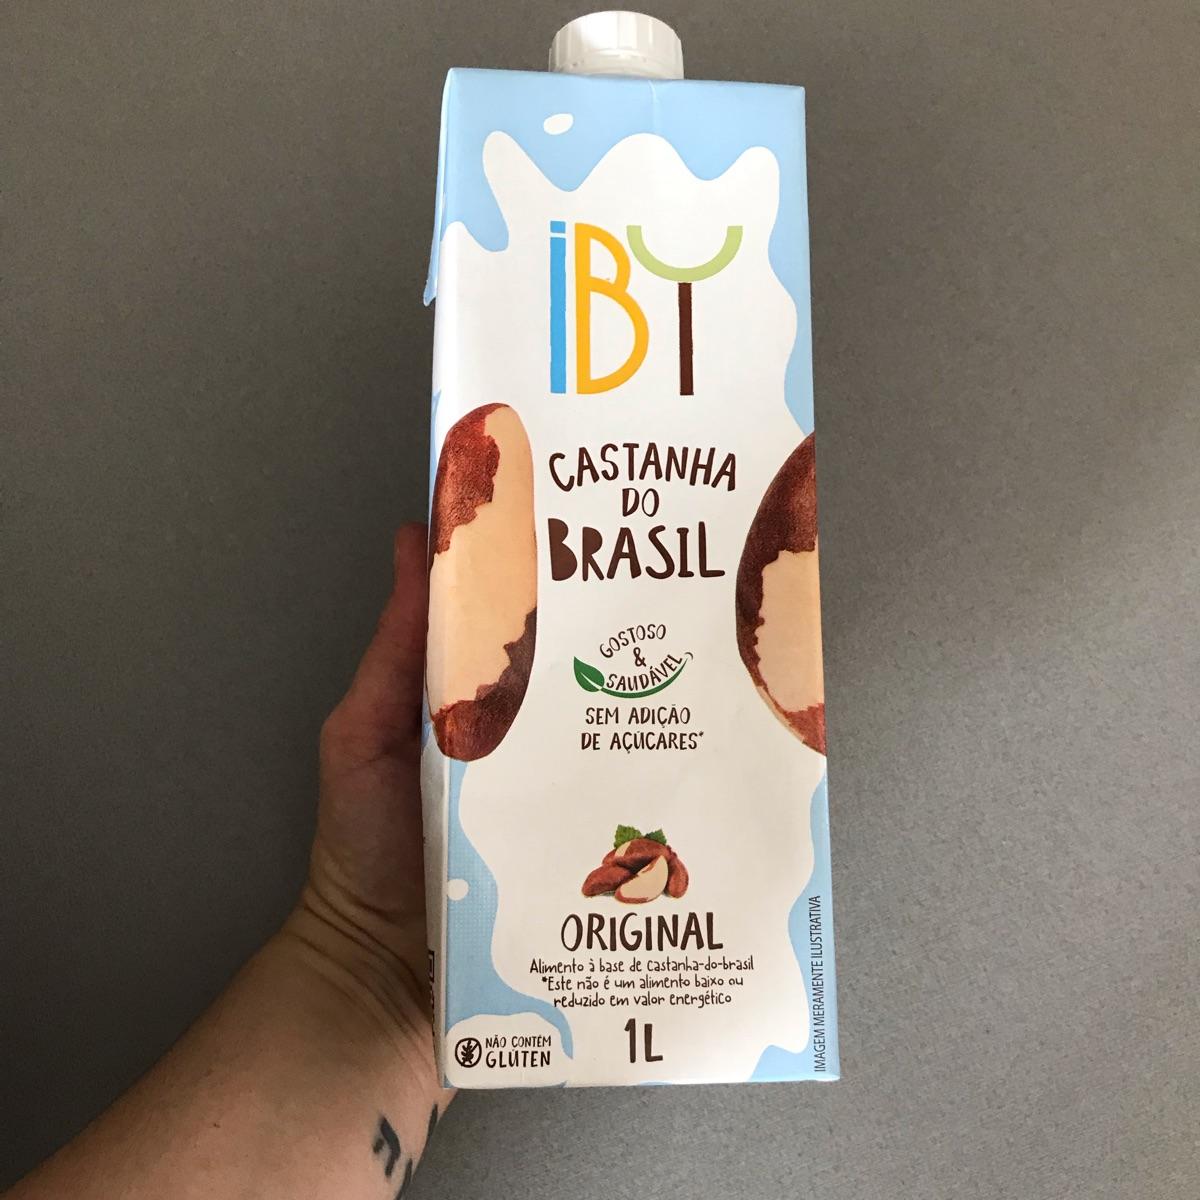 iBY
CASTANHA
DO
BRASIL
GOSTOSO
&
SAUDÁVEL
SEM ADIÇÃO
DE AÇÚCARES*
ORIGINAL
Alimento à base de castanha-do-brasil
*Este não é um alimento baixo ou
reduzido em valor energético
1L
NÃO CONTÉM
GLÚTEN
IMAGEM MERAMENTE ILUSTRATIVA